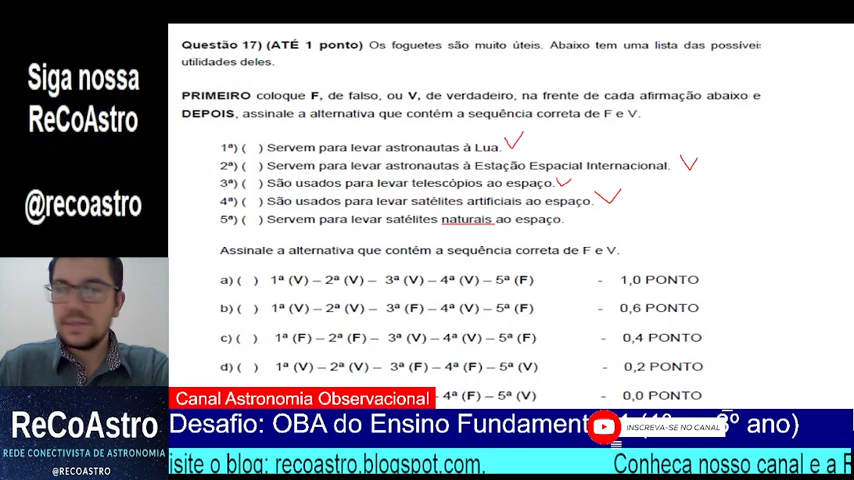 Siga nossa
ReCoAstro
@recoastro
Questão 17) (ATÉ 1 ponto) Os foguetes são muito úteis. Abaixo tem uma lista das possíveis
utilidades deles.
PRIMEIRO coloque F, de falso, ou V, de verdadeiro, na frente de cada afirmação abaixo e
DEPOIS, assinale a alternativa que contém a sequência correta de F e V.
1ª) ( ) Servem para levar astronautas à Lua.
2ª) ( ) Servem para levar astronautas à Estação Espacial Internacional.
3ª) ( ) São usados para levar telescópios ao espaço.
4ª) ( ) São usados para levar satélites artificiais ao espaço.
5ª) ( ) Servem para levar satélites naturais ao espaço.
Assinale a alternativa que contém a sequência correta de F e V.
a) ( ) 1ª (V) – 2ª (V) – 3ª (V) – 4ª (V) – 5ª (F) - 1,0 PONTO
b) ( ) 1ª (V) – 2ª (V) – 3ª (F) – 4ª (V) – 5ª (F) - 0,6 PONTO
c) ( ) 1ª (F) – 2ª (F) – 3ª (V) – 4ª (V) – 5ª (F) - 0,4 PONTO
d) ( ) 1ª (V) – 2ª (V) – 3ª (F) – 4ª (F) – 5ª (V) - 0,2 PONTO
4ª (F) – 5ª (V) - 0,0 PONTO
Canal Astronomia Observacional
ReCoAstro
REDE CONECTIVISTA DE ASTRONOMIA
@RECOASTRO
Desafio: OBA do Ensino Fundament ano)
INSCREVA-SE NO CANAL
isite o blog: recoastro.blogspot.com. Conheça nosso canal e a R